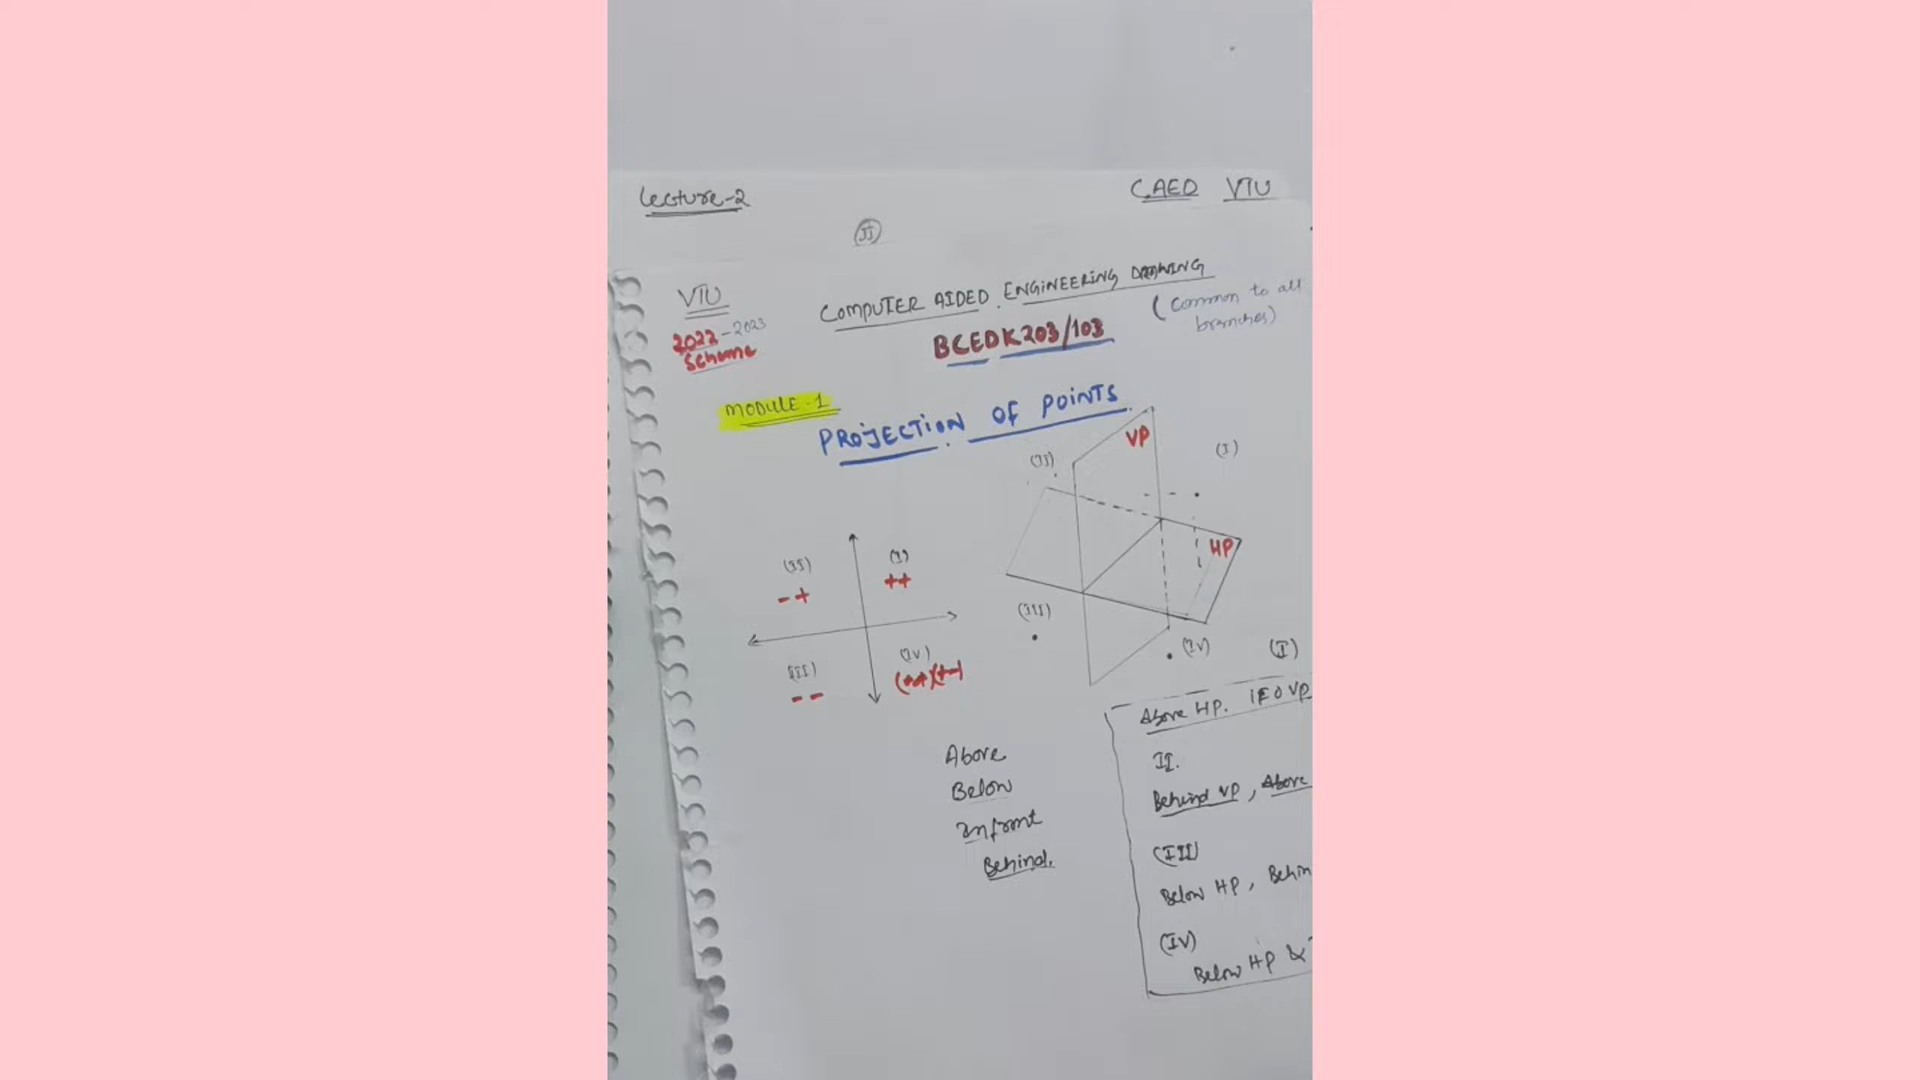 Lecture-2
CAED VTU
(II)
VTU
2022-2023
Scheme
COMPUTER AIDED ENGINEERING DRAWING
(Common to all
branches)
BCEDK203/103
MODULE-1
PROJECTION OF POINTS
VP
(I)
(II)
HP
(III)
(IV)
(II)
- +
(I)
++
(III)
- -
(IV)
(+-)
(I)
Above HP. IFO VP
II.
Behind VP, Above
(III)
Below HP, Behin
(IV)
Below HP &
Above
Below
Infront
Behind.